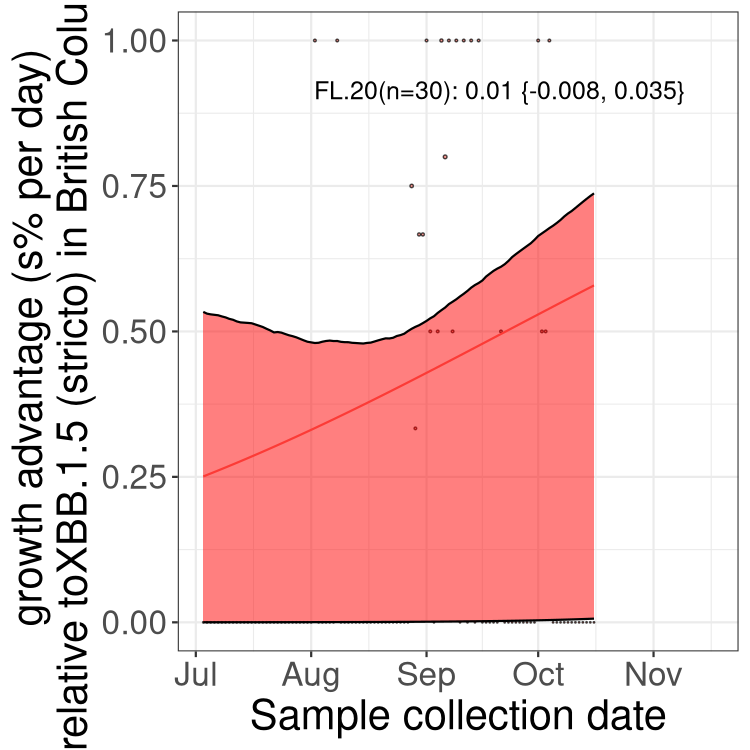 growth advantage (s% per day)
relative toXBB.1.5 (stricto) in British Colu
1.00
0.75
0.50
0.25
0.00
FL.20(n=30): 0.01 {-0.008, 0.035}
Jul Aug Sep Oct Nov
Sample collection date